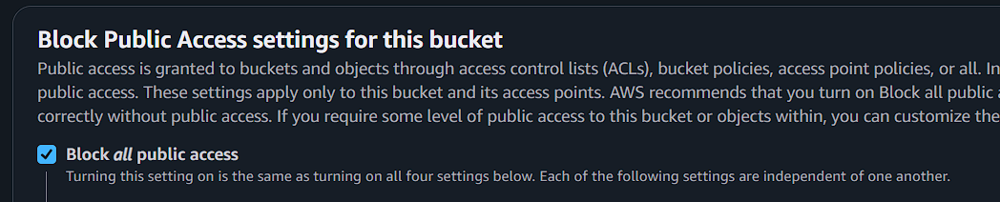 Block Public Access settings for this bucket
Public access is granted to buckets and objects through access control lists (ACLs), bucket policies, access point policies, or all. In
public access. These settings apply only to this bucket and its access points. AWS recommends that you turn on Block all public
correctly without public access. If you require some level of public access to this bucket or objects within, you can customize the
Block all public access
Turning this setting on is the same as turning on all four settings below. Each of the following settings are independent of one another.